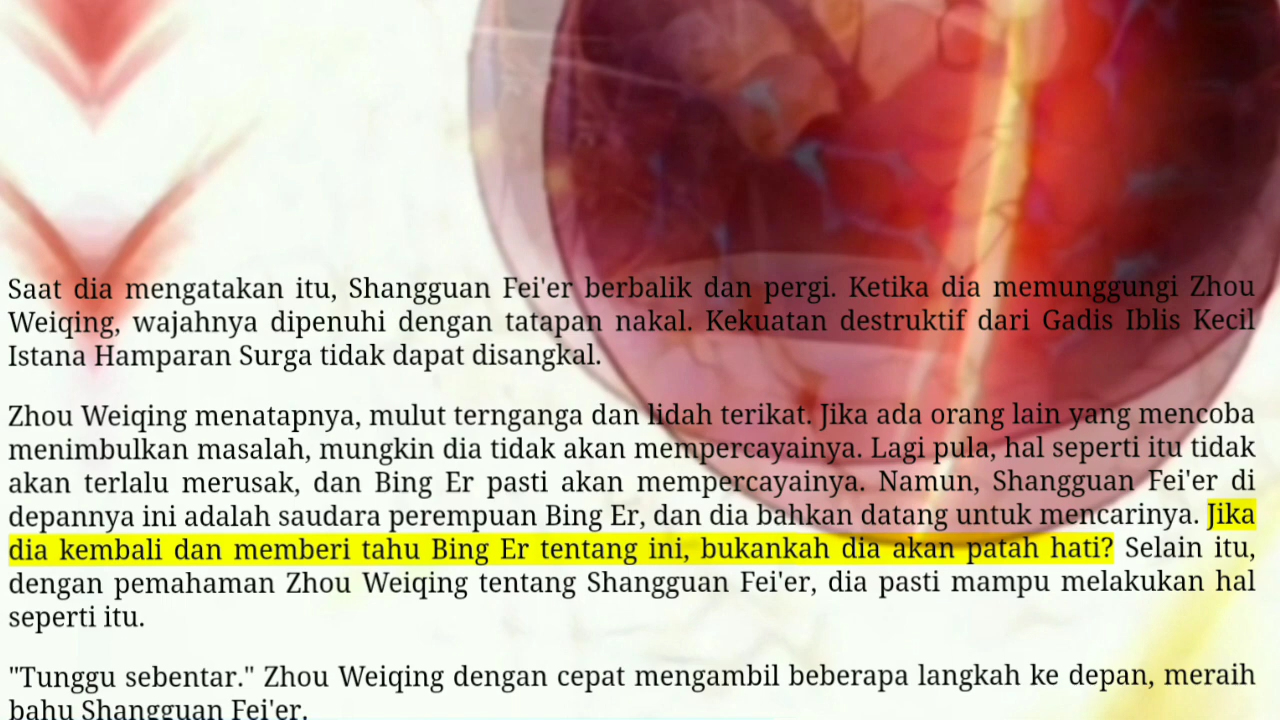 Saat dia mengatakan itu, Shangguan Fei'er berbalik dan pergi. Ketika dia memunggungi Zhou
Weiqing, wajahnya dipenuhi dengan tatapan nakal. Kekuatan destruktif dari Gadis Iblis Kecil
Istana Hamparan Surga tidak dapat disangkal.
Zhou Weiqing menatapnya, mulut ternganga dan lidah terikat. Jika ada orang lain yang mencoba
menimbulkan masalah, mungkin dia tidak akan mempercayainya. Lagi pula, hal seperti itu tidak
akan terlalu merusak, dan Bing Er pasti akan mempercayainya. Namun, Shangguan Fei'er di
depannya ini adalah saudara perempuan Bing Er, dan dia bahkan datang untuk mencarinya. Jika
dia kembali dan memberi tahu Bing Er tentang ini, bukankah dia akan patah hati? Selain itu,
dengan pemahaman Zhou Weiqing tentang Shangguan Fei'er, dia pasti mampu melakukan hal
seperti itu.
"Tunggu sebentar." Zhou Weiqing dengan cepat mengambil beberapa langkah ke depan, meraih
bahu Shangguan Fei'er.